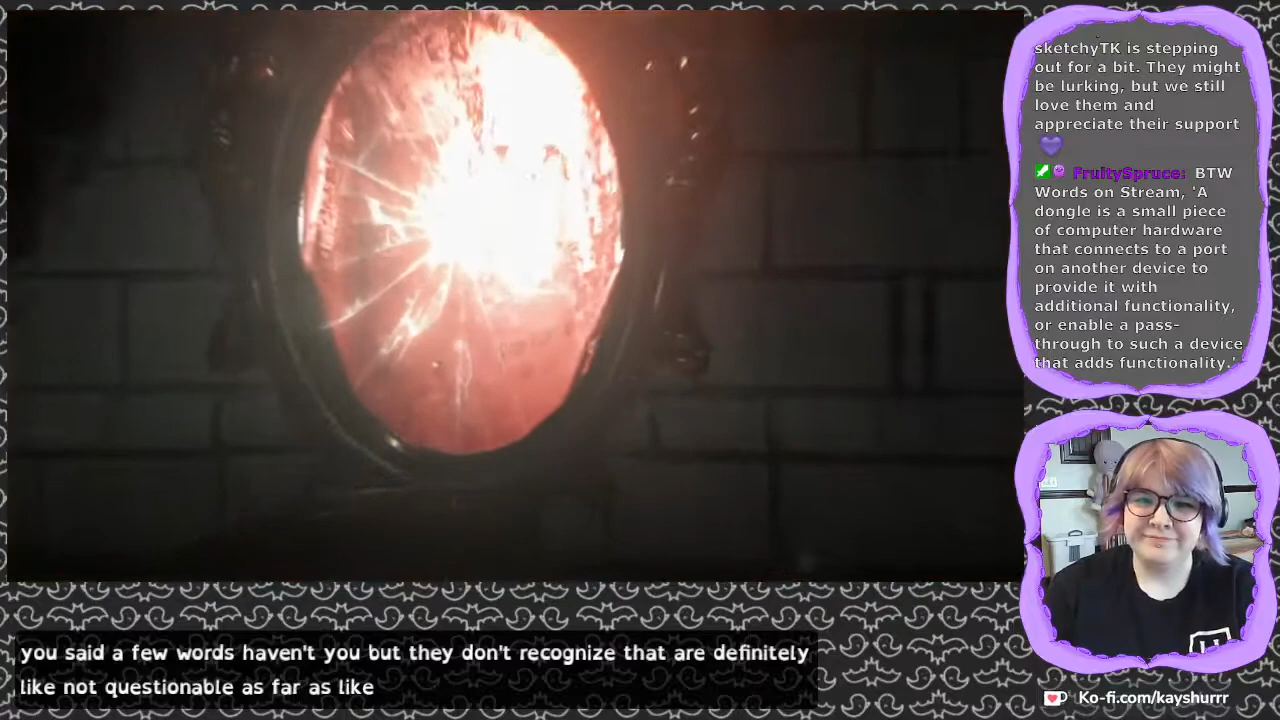 sketchyTK is stepping
out for a bit. They might
be lurking, but we still
love them and
appreciate their support
FruitySpruce: BTW
Words on Stream, 'A
dongle is a small piece
of computer hardware
that connects to a port
on another device to
provide it with
additional functionality,
or enable a pass-
through to such a device
that adds functionality.'
you said a few words haven't you but they don't recognize that are definitely
like not questionable as far as like
Ko-fi.com/kayshurrr